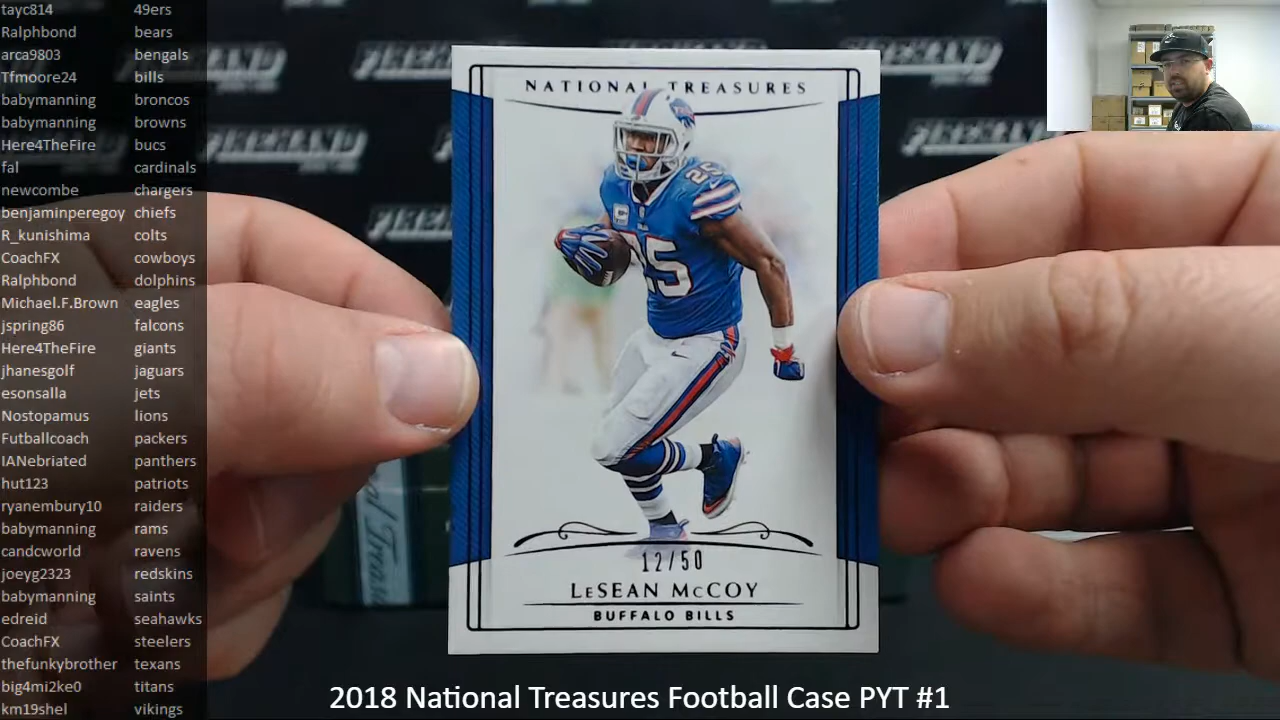 tayc814 49ers
Ralphbond bears
arca9803 bengals
Tfmoore24 bills
babymanning broncos
babymanning browns
Here4TheFire bucs
fal cardinals
newcombe chargers
benjaminperegoy chiefs
R_kunishima colts
CoachFX cowboys
Ralphbond dolphins
Michael.F.Brown eagles
jspring86 falcons
Here4TheFire giants
jhanesgolf jaguars
esonsalla jets
Nostopamus lions
Futballcoach packers
IANebriated panthers
hut123 patriots
ryanembury10 raiders
babymanning rams
candcworld ravens
joeyg2323 redskins
babymanning saints
edreid seahawks
CoachFX steelers
thefunkybrother texans
big4mi2ke0 titans
km19shel vikings
NATIONAL TREASURES
25
25
12/50
LESEAN MCCOY
BUFFALO BILLS
2018 National Treasures Football Case PYT #1